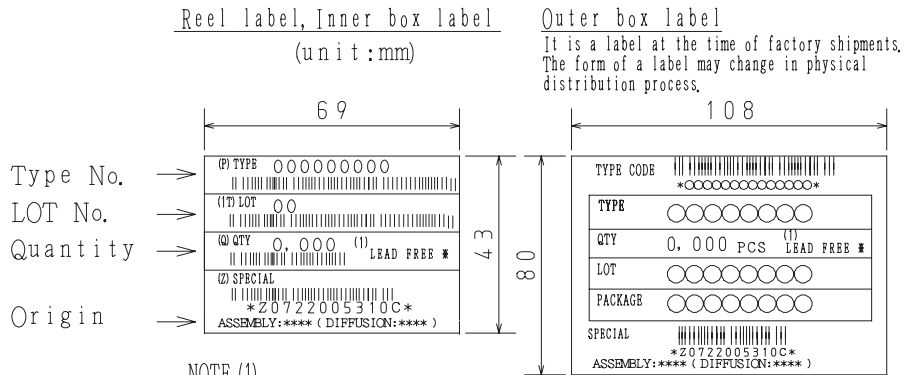 Reel label, Inner box label
(unit:mm)
Outer box label
It is a label at the time of factory shipments.
The form of a label may change in physical
distribution process.
69
108
Type No.
LOT No.
Quantity
Origin
(P) TYPE 000000000
(1T) LOT 00
(Q) QTY 0,000 (1) LEAD FREE *
(Z) SPECIAL
*Z0722005310C*
ASSEMBLY:**** (DIFFUSION:****)
43
80
TYPE CODE
*○○○○○○○○○○○○○*
TYPE ○○○○○○○○
QTY 0,000 PCS (1) LEAD FREE *
LOT ○○○○○○○○
PACKAGE ○○○○○○○○
SPECIAL
*Z0722005310C*
ASSEMBLY:**** (DIFFUSION:****)
NOTE (1)